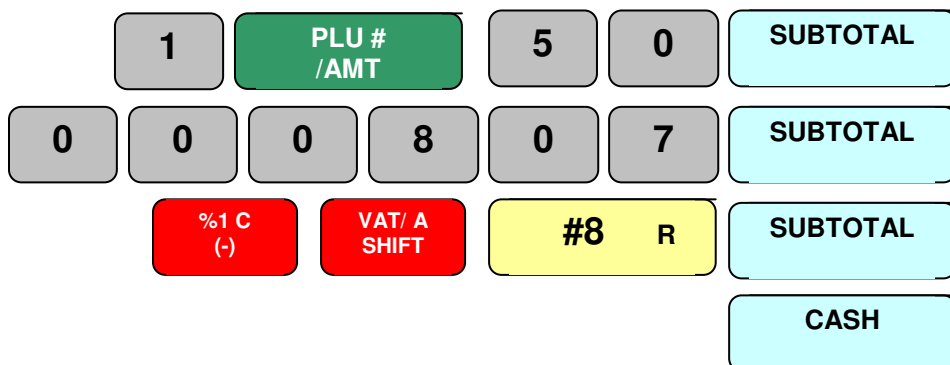 1 PLU # /AMT 5 0 SUBTOTAL
0 0 0 8 0 7 SUBTOTAL
%1 C (-) VAT/ A SHIFT #8 R SUBTOTAL
CASH